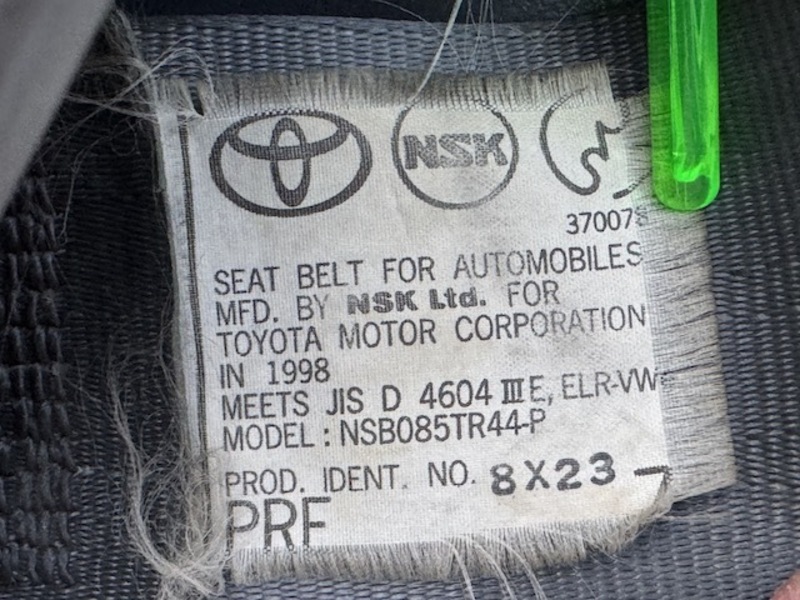 NSK
37007
SEAT BELT FOR AUTOMOBILES
MFD. BY NSK Ltd. FOR
TOYOTA MOTOR CORPORATION
IN 1998
MEETS JIS D 4604 III E, ELR-VW
MODEL : NSB085TR44-P
PROD. IDENT. NO. 8X23
PRF